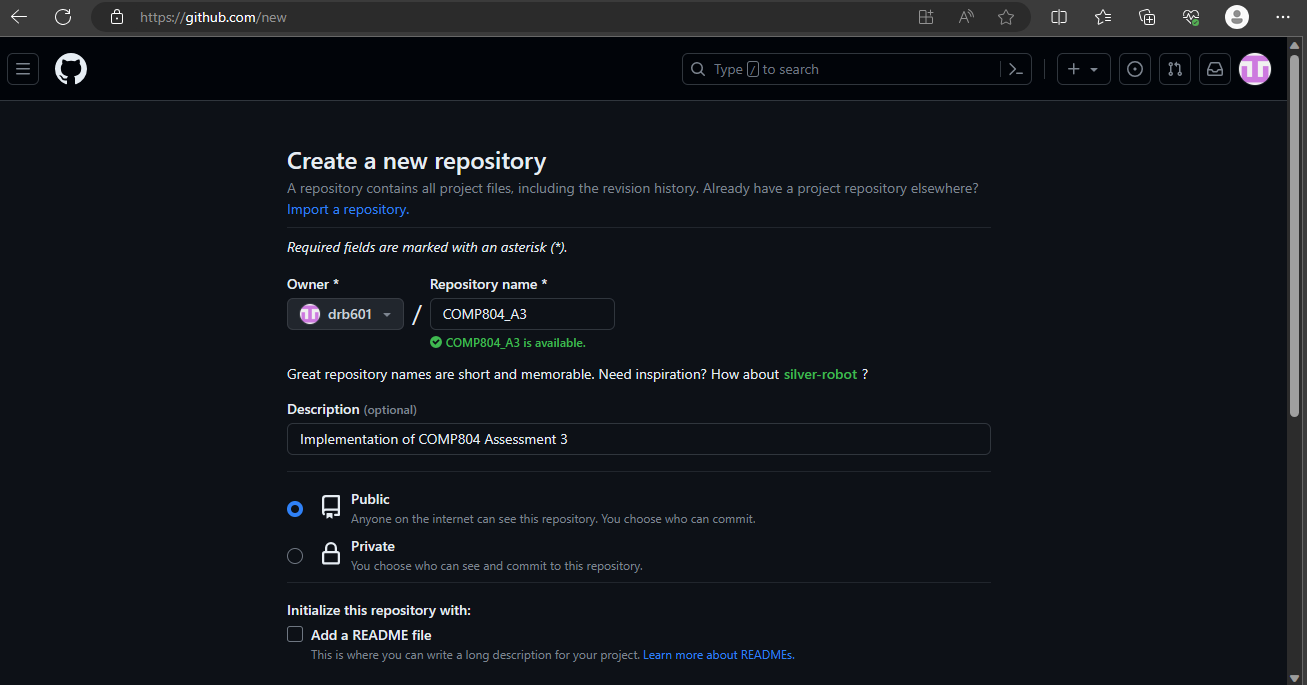 https://github.com/new
Type / to search
Create a new repository
A repository contains all project files, including the revision history. Already have a project repository elsewhere?
Import a repository.
Required fields are marked with an asterisk (*).
Owner *
Repository name *
drb601 / COMP804_A3
COMP804_A3 is available.
Great repository names are short and memorable. Need inspiration? How about silver-robot ?
Description (optional)
Implementation of COMP804 Assessment 3
Public
Anyone on the internet can see this repository. You choose who can commit.
Private
You choose who can see and commit to this repository.
Initialize this repository with:
Add a README file
This is where you can write a long description for your project. Learn more about READMEs.